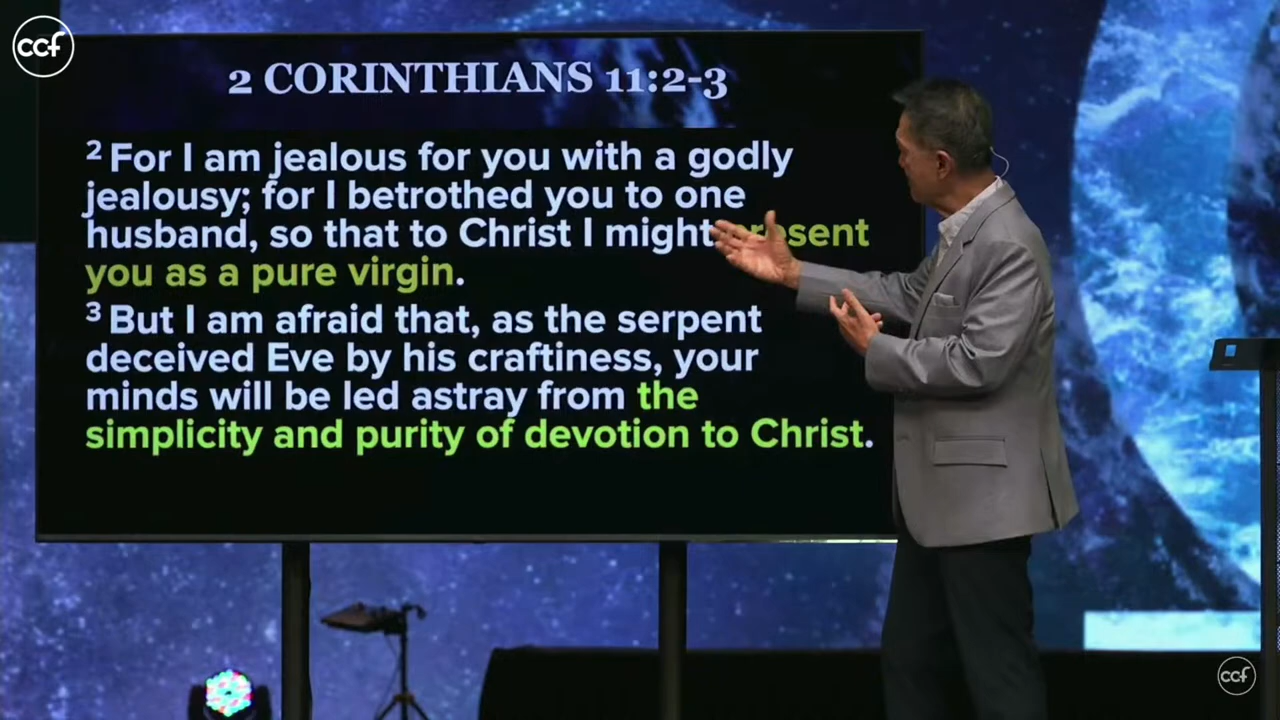 ccf
2 CORINTHIANS 11:2-3
2 For I am jealous for you with a godly
jealousy; for I betrothed you to one
husband, so that to Christ I might
you as a pure virgin.
3 But I am afraid that, as the serpent
deceived Eve by his craftiness, your
minds will be led astray from the
simplicity and purity of devotion to Christ.
ccf